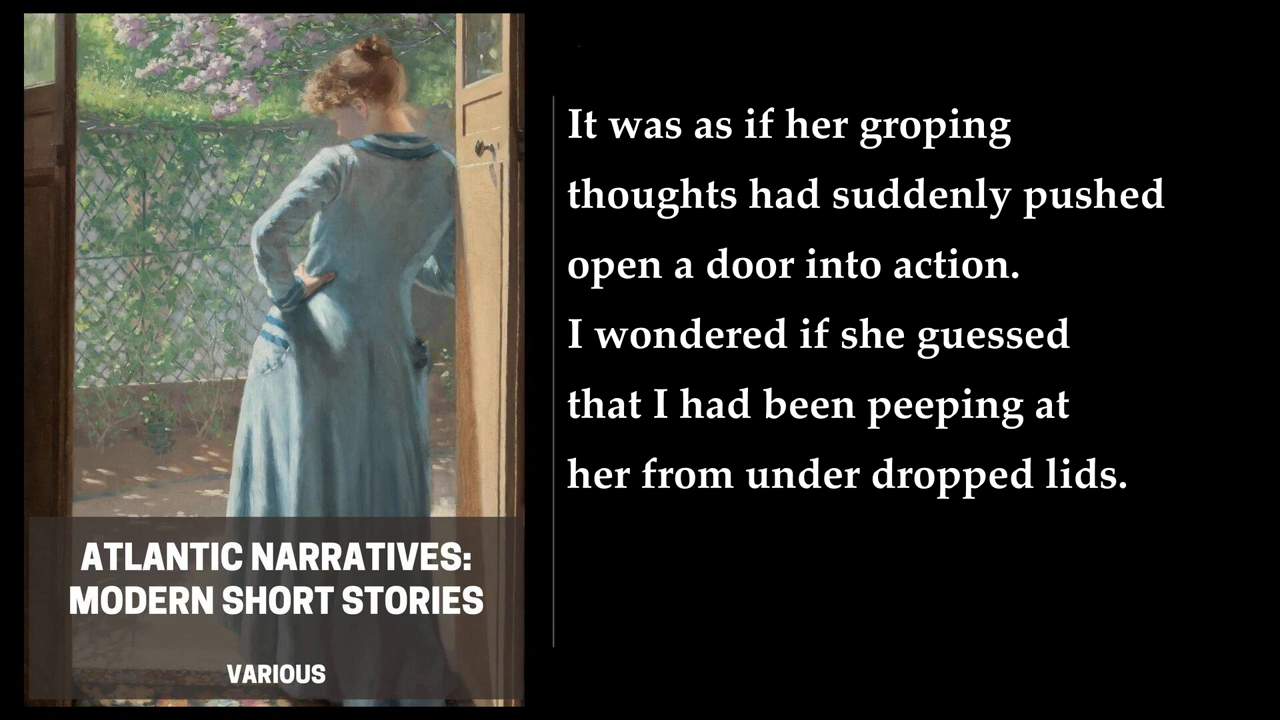 It was as if her groping
thoughts had suddenly pushed
open a door into action.
I wondered if she guessed
that I had been peeping at
her from under dropped lids.
ATLANTIC NARRATIVES:
MODERN SHORT STORIES
VARIOUS